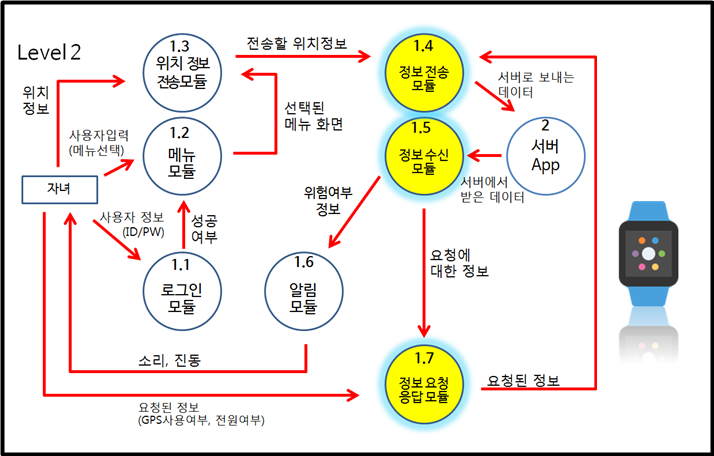 Level 2
1.3
위치 정보
전송모듈
전송할 위치정보
1.4
정보 전송
모듈
서버로 보내는
데이터
위치
정보
선택된
메뉴 화면
사용자입력
(메뉴선택)
1.2
메뉴
모듈
1.5
정보 수신
모듈
2
서버
App
서버에서
받은 데이터
자녀
사용자 정보
(ID/PW)
성공
여부
위험여부
정보
1.1
로그인
모듈
1.6
알림
모듈
요청에
대한 정보
소리, 진동
1.7
정보 요청
응답 모듈
요청된 정보
요청된 정보
(GPS사용여부, 전원여부)